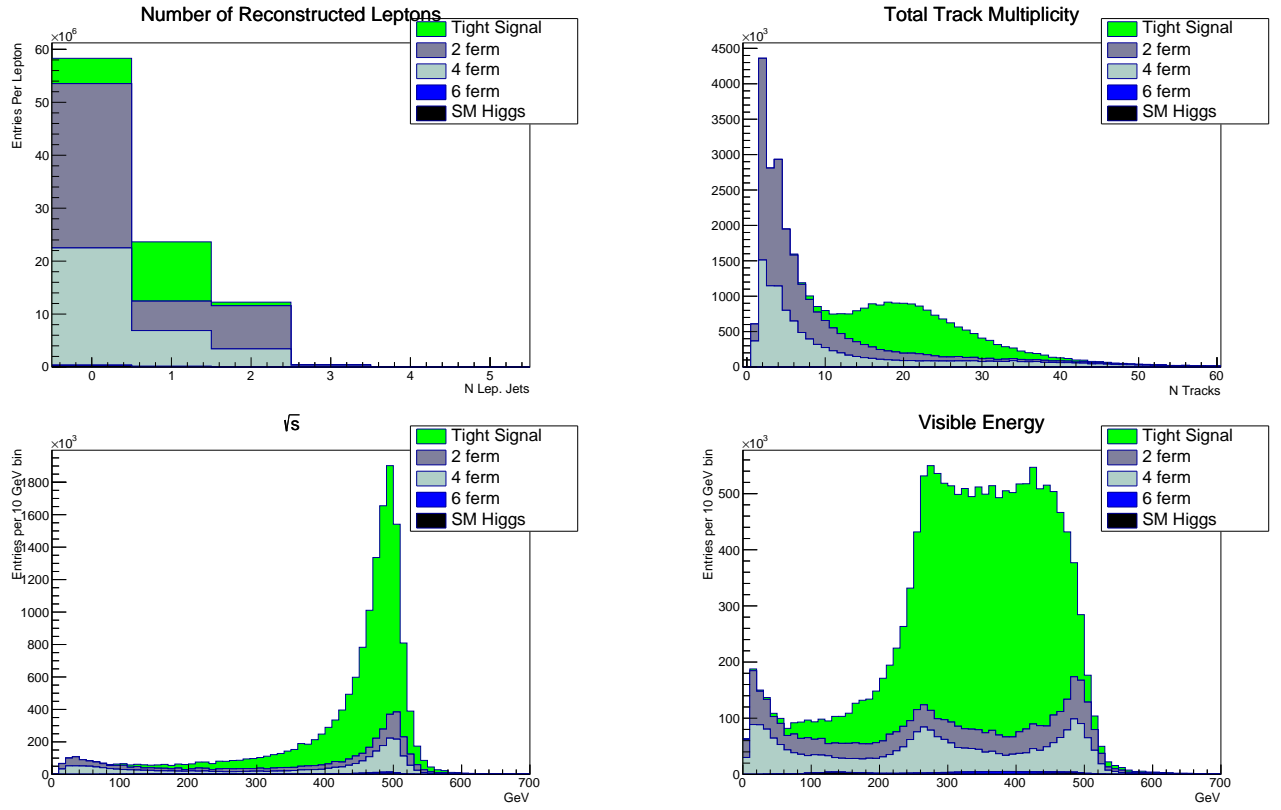 Number of Reconstructed Leptons
×10⁶
Entries Per Lepton
60
50
40
30
20
10
0
0 1 2 3 4 5
N Lep. Jets
Tight Signal
2 ferm
4 ferm
6 ferm
SM Higgs
Total Track Multiplicity
×10³
4500
4000
3500
3000
2500
2000
1500
1000
500
0
0 10 20 30 40 50 60
N Tracks
Tight Signal
2 ferm
4 ferm
6 ferm
SM Higgs
√s
×10³
Entries per 10 GeV bin
1800
1600
1400
1200
1000
800
600
400
200
0
0 100 200 300 400 500 600 700
GeV
Tight Signal
2 ferm
4 ferm
6 ferm
SM Higgs
Visible Energy
×10³
Entries per 10 GeV bin
500
400
300
200
100
0
0 100 200 300 400 500 600 700
GeV
Tight Signal
2 ferm
4 ferm
6 ferm
SM Higgs